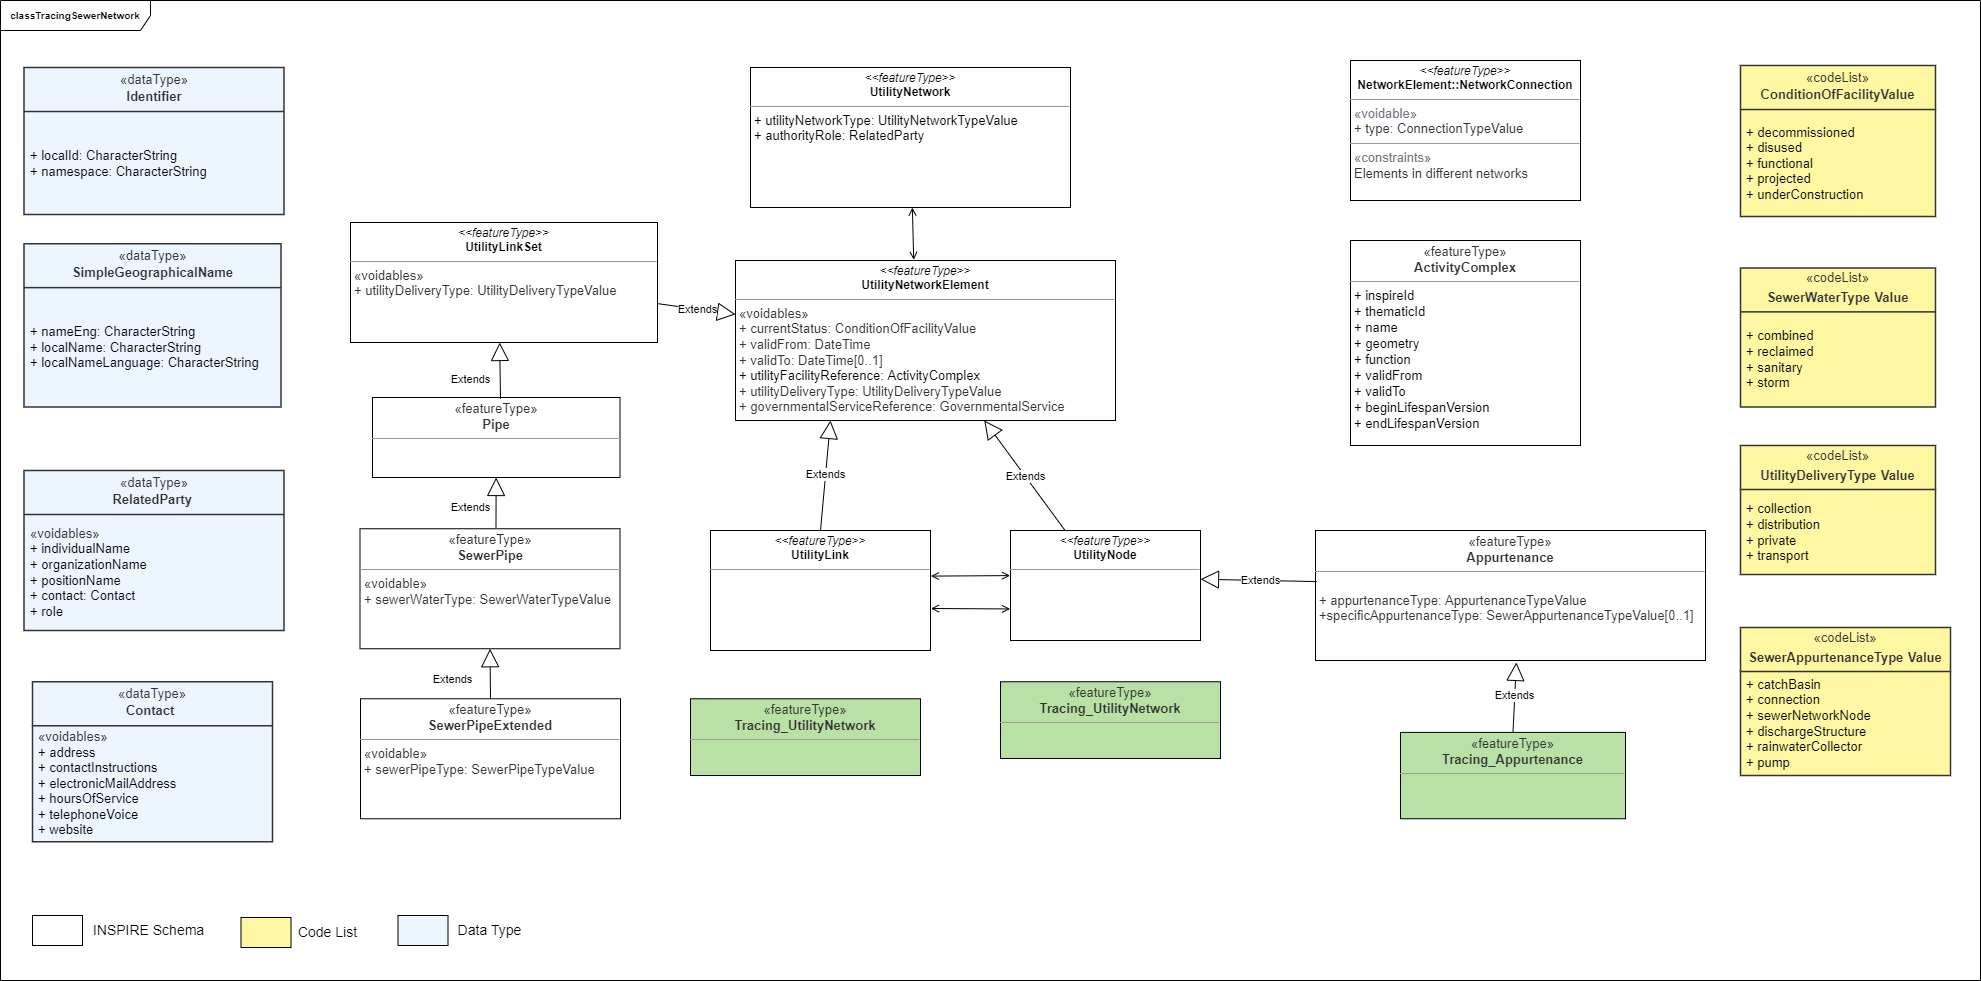 classTracingSewerNetwork
«dataType»
Identifier
+ localId: CharacterString
+ namespace: CharacterString
«dataType»
SimpleGeographicalName
+ nameEng: CharacterString
+ localName: CharacterString
+ localNameLanguage: CharacterString
«dataType»
RelatedParty
«voidables»
+ individualName
+ organizationName
+ positionName
+ contact: Contact
+ role
«dataType»
Contact
«voidables»
+ address
+ contactInstructions
+ electronicMailAddress
+ hoursOfService
+ telephoneVoice
+ website
<<featureType>>
UtilityLinkSet
«voidables»
+ utilityDeliveryType: UtilityDeliveryTypeValue
Extends
Extends
«featureType»
Pipe
Extends
«featureType»
SewerPipe
«voidable»
+ sewerWaterType: SewerWaterTypeValue
Extends
«featureType»
SewerPipeExtended
«voidable»
+ sewerPipeType: SewerPipeTypeValue
<<featureType>>
UtilityNetwork
+ utilityNetworkType: UtilityNetworkTypeValue
+ authorityRole: RelatedParty
<<featureType>>
UtilityNetworkElement
«voidables»
+ currentStatus: ConditionOfFacilityValue
+ validFrom: DateTime
+ validTo: DateTime[0..1]
+ utilityFacilityReference: ActivityComplex
+ utilityDeliveryType: UtilityDeliveryTypeValue
+ governmentalServiceReference: GovernmentalService
Extends
Extends
<<featureType>>
UtilityLink
<<featureType>>
UtilityNode
Extends
«featureType»
Tracing_UtilityNetwork
«featureType»
Tracing_UtilityNetwork
<<featureType>>
NetworkElement::NetworkConnection
«voidable»
+ type: ConnectionTypeValue
«constraints»
Elements in different networks
«featureType»
ActivityComplex
+ inspireId
+ thematicId
+ name
+ geometry
+ function
+ validFrom
+ validTo
+ beginLifespanVersion
+ endLifespanVersion
«featureType»
Appurtenance
+ appurtenanceType: AppurtenanceTypeValue
+specificAppurtenanceType: SewerAppurtenanceTypeValue[0..1]
Extends
«featureType»
Tracing_Appurtenance
«codeList»
ConditionOfFacilityValue
+ decommissioned
+ disused
+ functional
+ projected
+ underConstruction
«codeList»
SewerWaterType Value
+ combined
+ reclaimed
+ sanitary
+ storm
«codeList»
UtilityDeliveryType Value
+ collection
+ distribution
+ private
+ transport
«codeList»
SewerAppurtenanceType Value
+ catchBasin
+ connection
+ sewerNetworkNode
+ dischargeStructure
+ rainwaterCollector
+ pump
INSPIRE Schema
Code List
Data Type